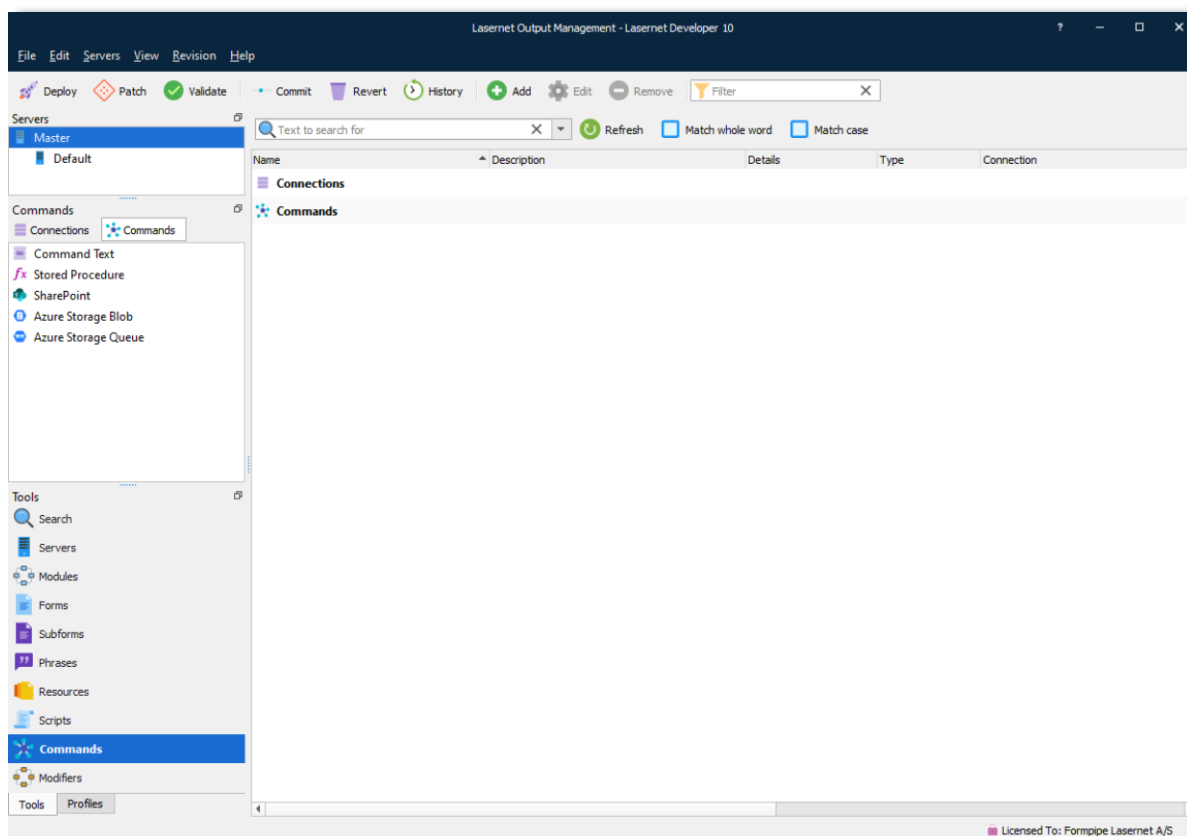 Lasernet Output Management - Lasernet Developer 10
File Edit Servers View Revision Help
Deploy Patch Validate Commit Revert History Add Edit Remove Filter
Servers
Master
Default
Text to search for Refresh Match whole word Match case
Name Description Details Type Connection
Connections
Commands
Commands
Connections Commands
Command Text
fx Stored Procedure
SharePoint
Azure Storage Blob
Azure Storage Queue
Tools
Search
Servers
Modules
Forms
Subforms
Phrases
Resources
Scripts
Commands
Modifiers
Tools Profiles
Licensed To: Formpipe Lasernet A/S